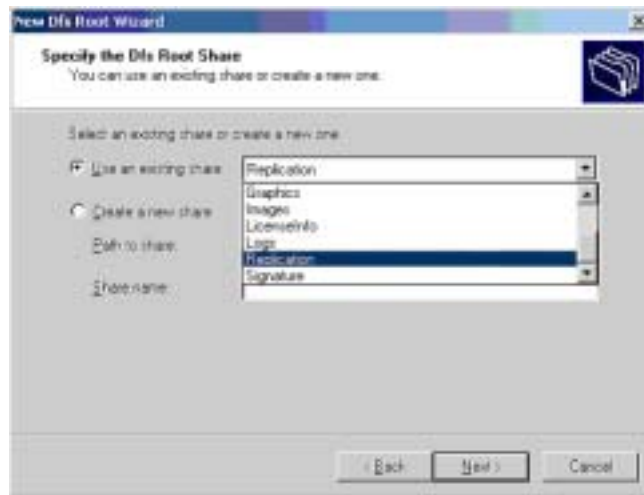 New Dfs Root Wizard
Specify the Dfs Root Share
You can use an existing share or create a new one.
Select an existing share or create a new one.
Use an existing share
Replication
Graphics
Images
LicenseInfo
Logs
Replication
Signature
Create a new share
Path to share:
Share name:
< Back
Next >
Cancel